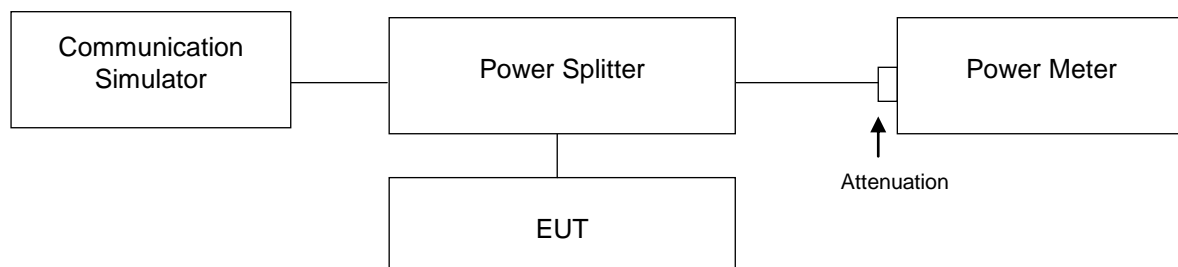 Communication
Simulator
Power Splitter
Power Meter
Attenuation
EUT